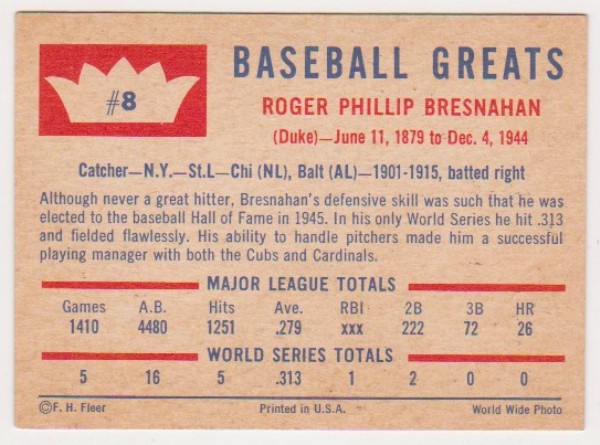 #8
BASEBALL GREATS
ROGER PHILLIP BRESNAHAN
(Duke)—June 11, 1879 to Dec. 4, 1944
Catcher—N.Y.—St.L—Chi (NL), Balt (AL)—1901-1915, batted right
Although never a great hitter, Bresnahan's defensive skill was such that he was
elected to the baseball Hall of Fame in 1945. In his only World Series he hit .313
and fielded flawlessly. His ability to handle pitchers made him a successful
playing manager with both the Cubs and Cardinals.
MAJOR LEAGUE TOTALS
Games A.B. Hits Ave. RBI 2B 3B HR
1410 4480 1251 .279 xxx 222 72 26
WORLD SERIES TOTALS
5 16 5 .313 1 2 0 0
©F. H. Fleer Printed in U.S.A. World Wide Photo